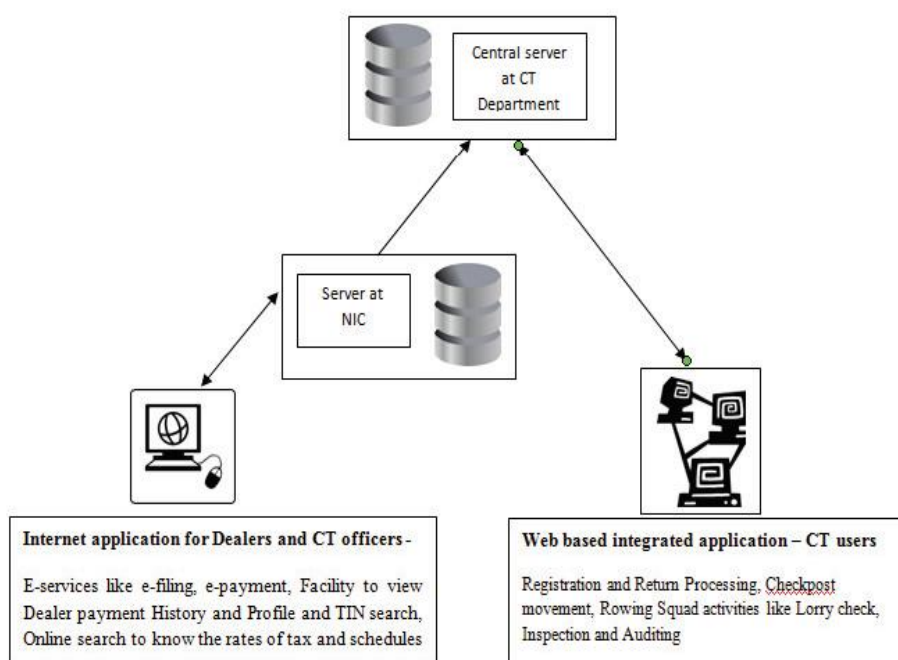 Central server
at CT
Department
Server at
NIC
Internet application for Dealers and CT officers -
E-services like e-filing, e-payment, Facility to view
Dealer payment History and Profile and TIN search,
Online search to know the rates of tax and schedules
Web based integrated application – CT users
Registration and Return Processing, Checkpost
movement, Rowing Squad activities like Lorry check,
Inspection and Auditing